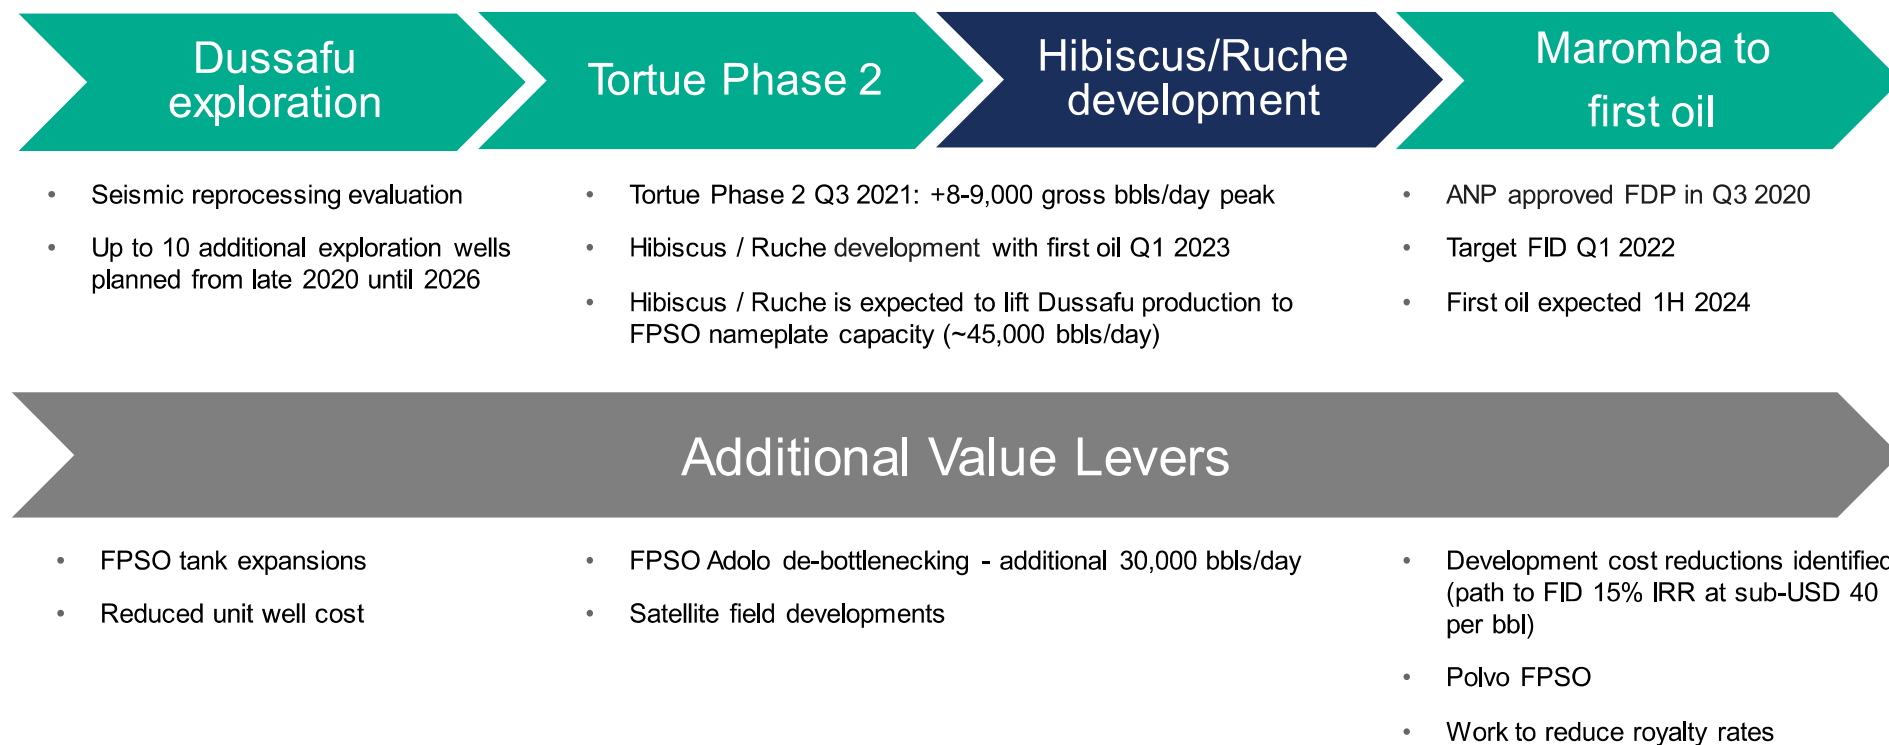 Dussafu
exploration
Tortue Phase 2
Hibiscus/Ruche
development
Maromba to
first oil
• Seismic reprocessing evaluation
• Up to 10 additional exploration wells
planned from late 2020 until 2026
• Tortue Phase 2 Q3 2021: +8-9,000 gross bbls/day peak
• Hibiscus / Ruche development with first oil Q1 2023
• Hibiscus / Ruche is expected to lift Dussafu production to
FPSO nameplate capacity (~45,000 bbls/day)
• ANP approved FDP in Q3 2020
• Target FID Q1 2022
• First oil expected 1H 2024
Additional Value Levers
• FPSO tank expansions
• Reduced unit well cost
• FPSO Adolo de-bottlenecking - additional 30,000 bbls/day
• Satellite field developments
• Development cost reductions identified
(path to FID 15% IRR at sub-USD 40
per bbl)
• Polvo FPSO
• Work to reduce royalty rates